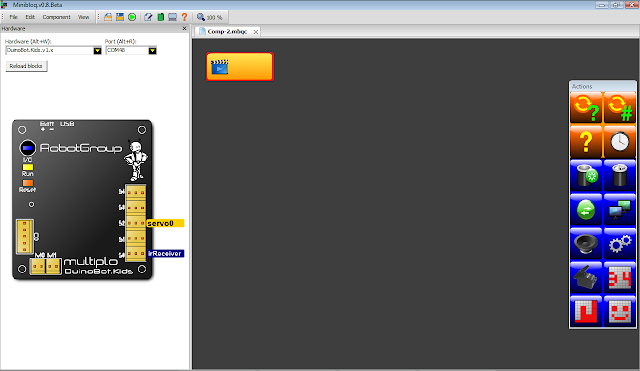 Minibloq.v0.8.Beta
File Edit Component View 100 %
Hardware
Hardware (Alt+W): Port (Alt+R):
DuinoBot.Kids.v1.x COM48
Reload blocks
Comp-2.mbqc
Actions
Batt USB
+ -
RobotGroup
I/O
Run
Reset
servo0
irReceiver
M0 M1
multiplo
DuinoBot.Kids